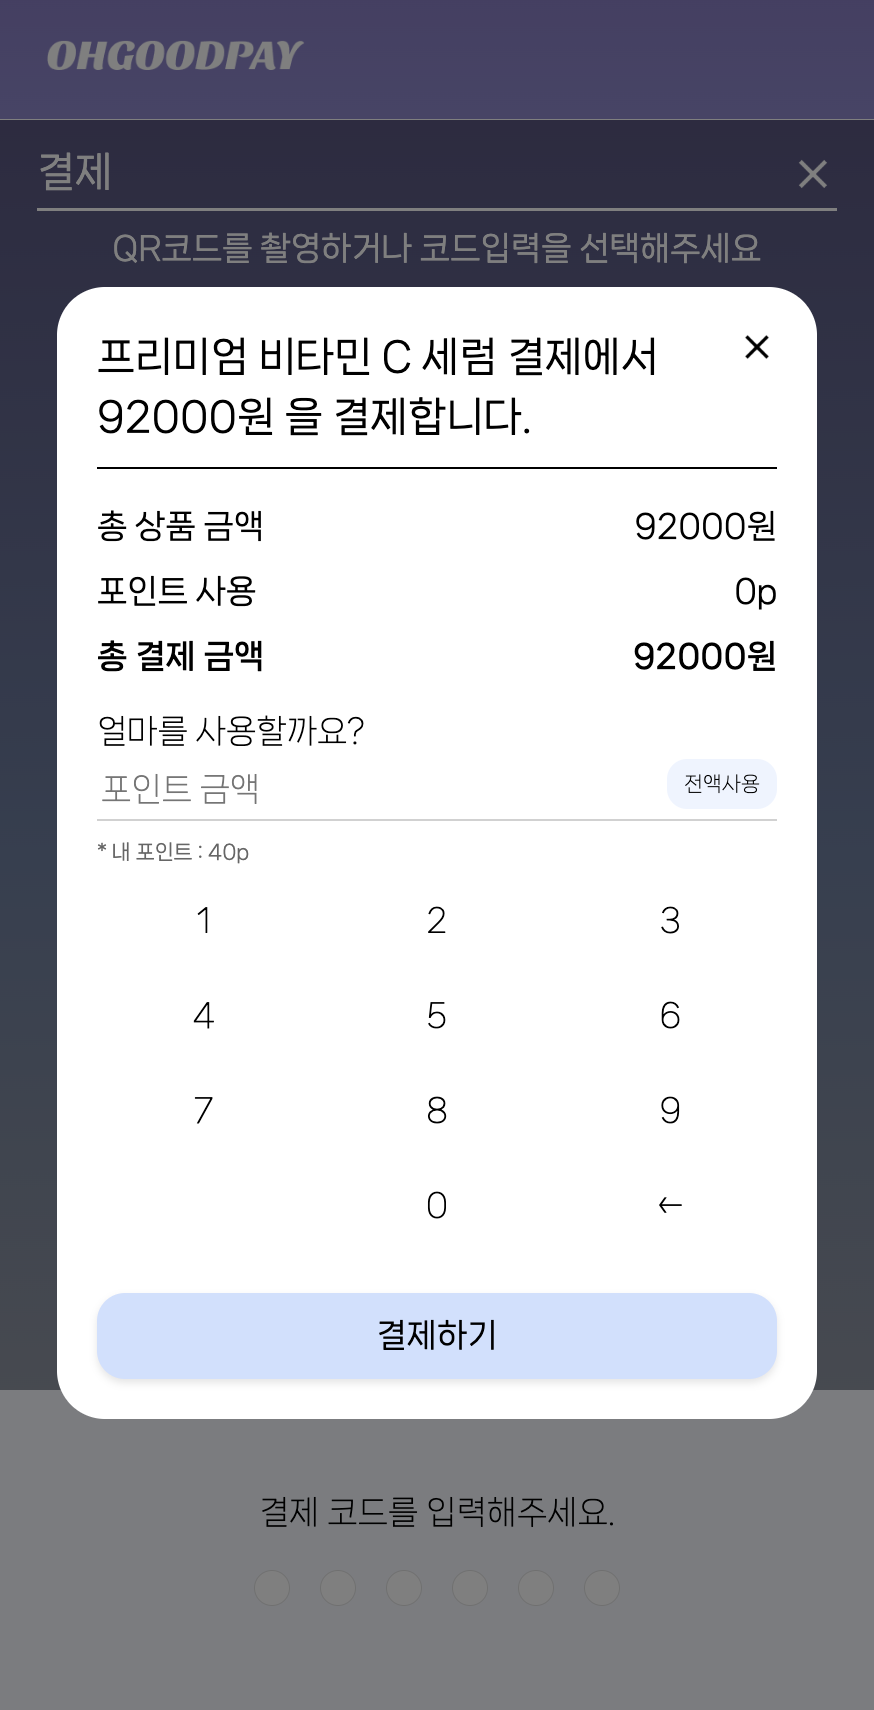 OHGOODPAY
결제
QR코드를 촬영하거나 코드입력을 선택해주세요
프리미엄 비타민 C 세럼 결제에서
92000원 을 결제합니다.
총 상품 금액 92000원
포인트 사용 0p
총 결제 금액 92000원
얼마를 사용할까요?
포인트 금액 전액사용
* 내 포인트 : 40p
1 2 3
4 5 6
7 8 9
0 ←
결제하기
결제 코드를 입력해주세요.